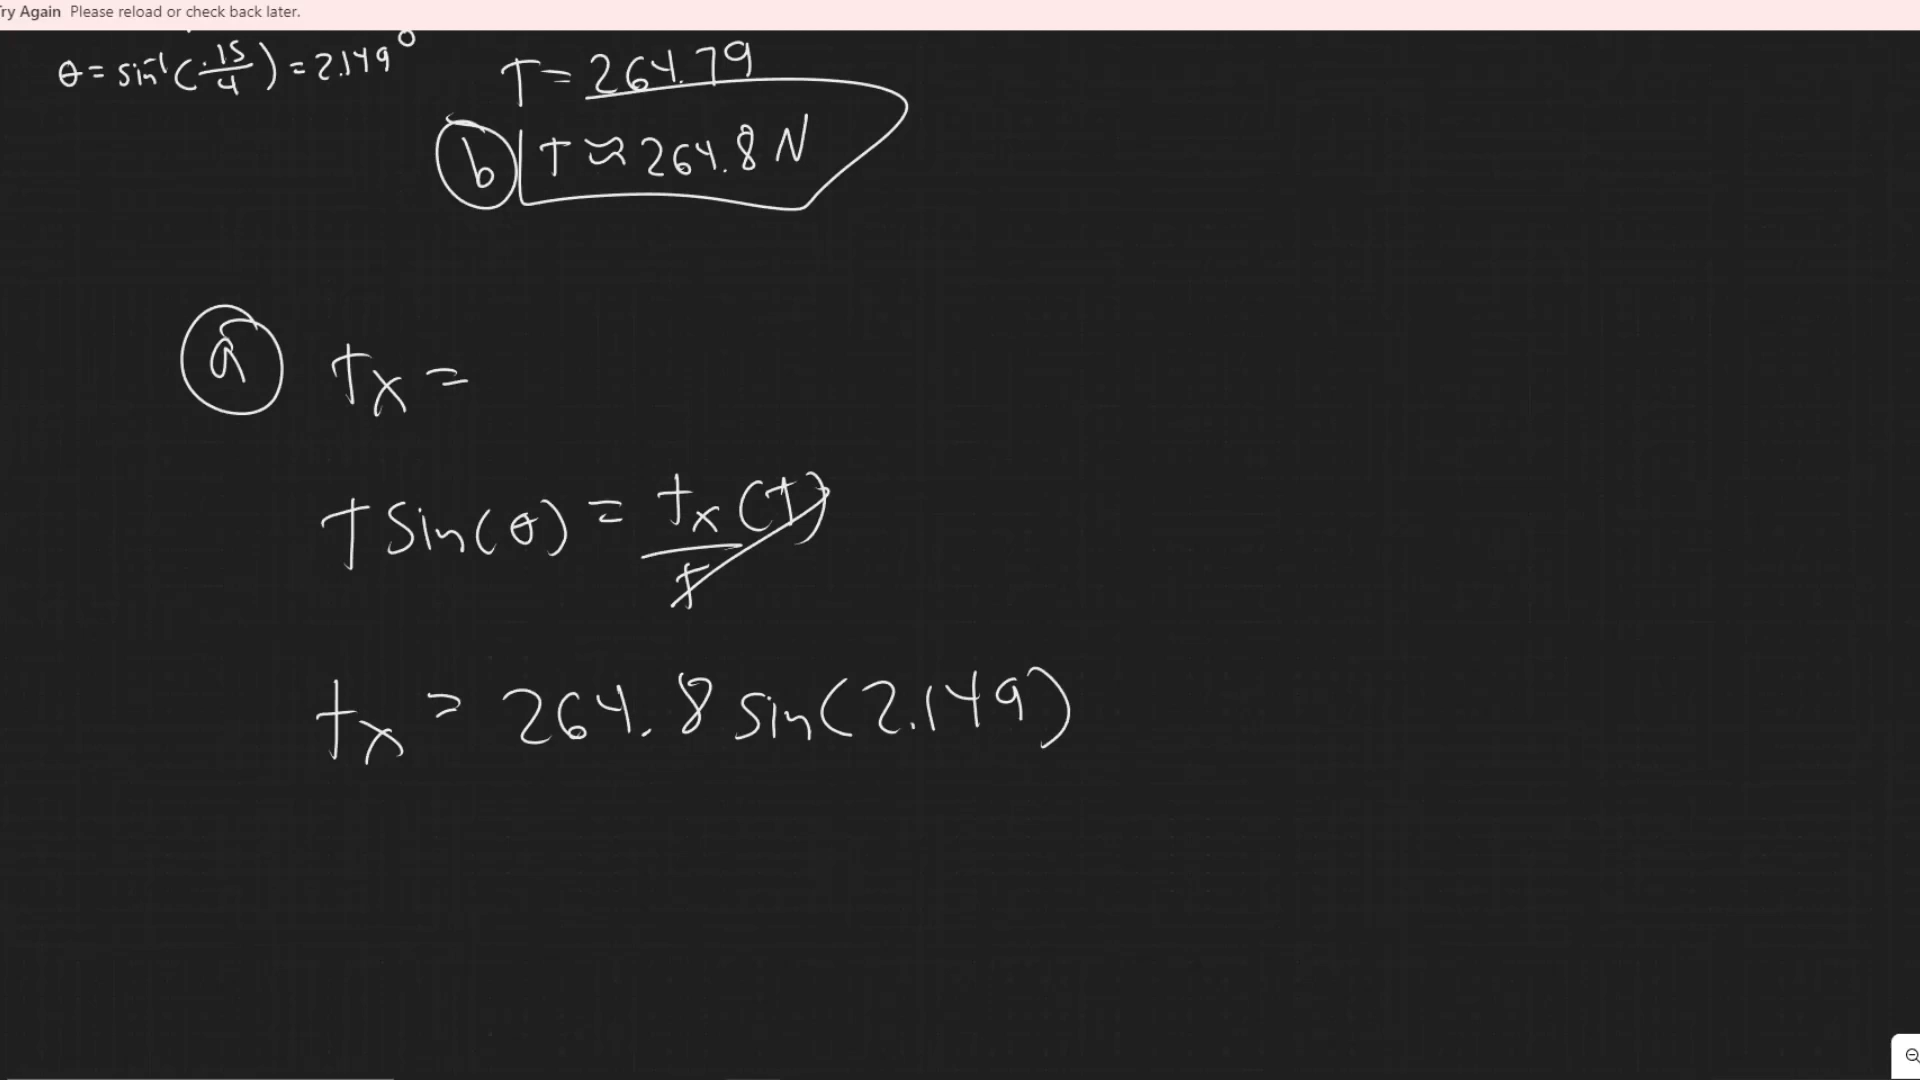 ry Again Please reload or check back later.
θ = sin⁻¹(.15/4) = 2.149°
T = 264.79
b T ≈ 264.8 N
a Tx =
T Sin(θ) = Tx (T) / T
Tx = 264.8 sin(2.149)